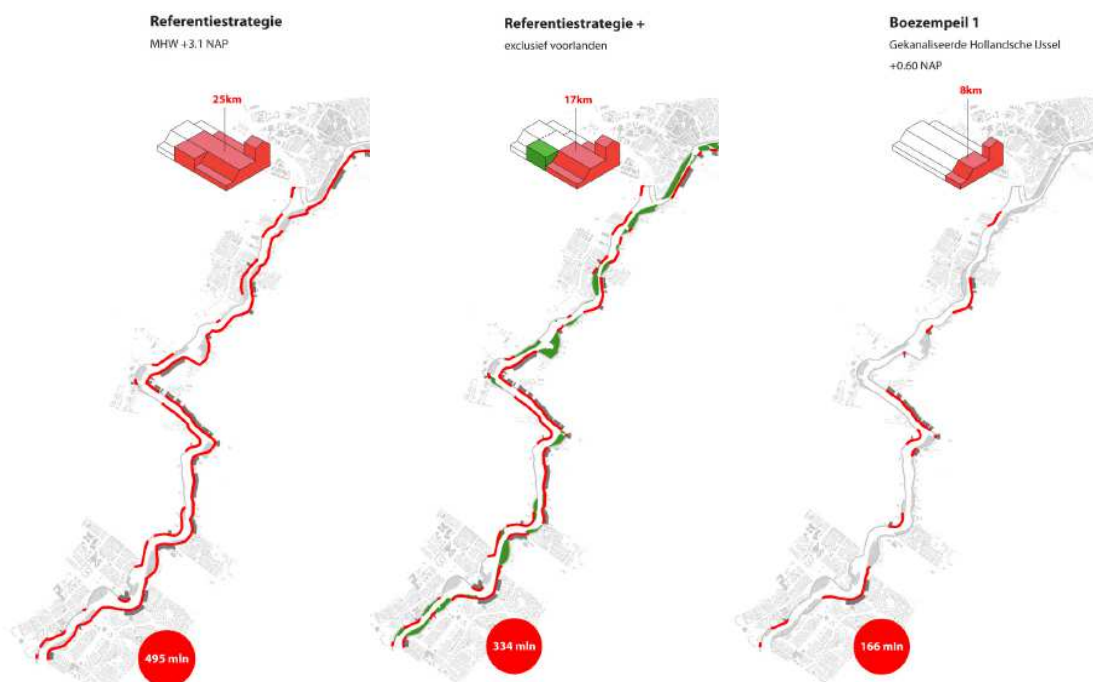 Referentiestrategie
MHW +3.1 NAP
25km
495 mln
Referentiestrategie +
exclusief voorlanden
17km
334 mln
Boezempeil 1
Gekanaliseerde Hollandsche IJssel
+0.60 NAP
8km
166 mln